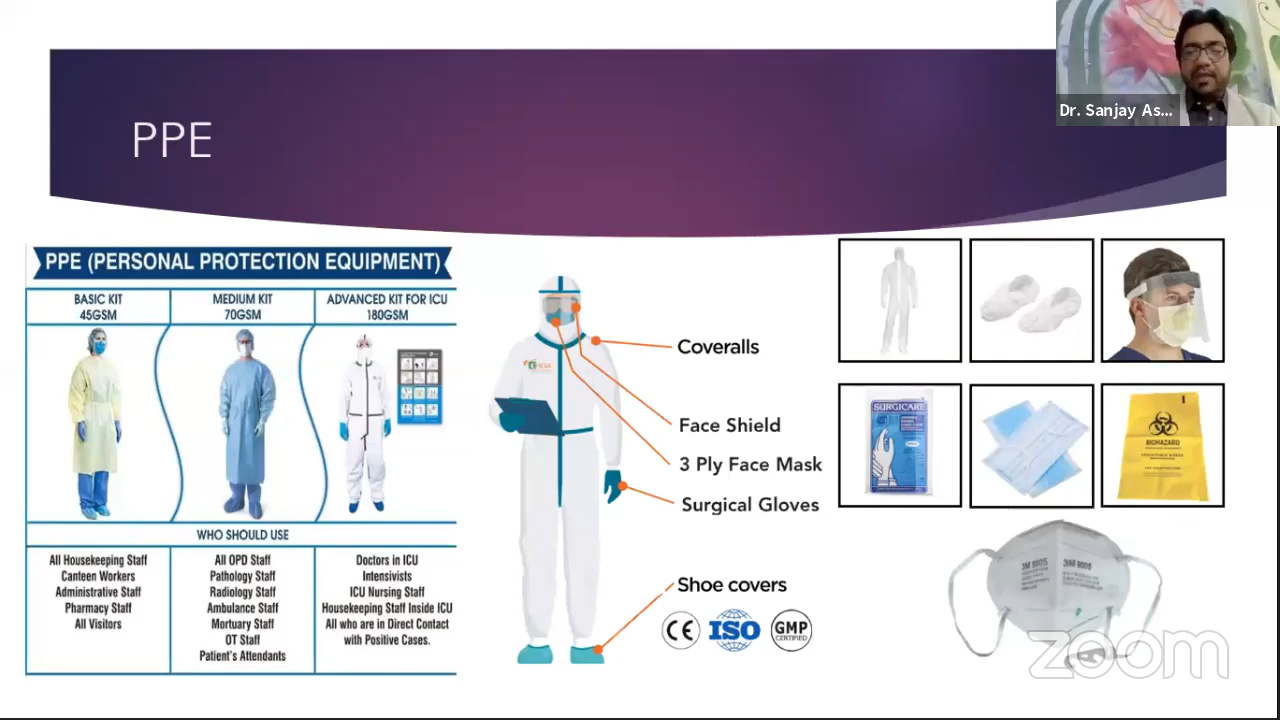 Dr. Sanjay As...
PPE
PPE (PERSONAL PROTECTION EQUIPMENT)
BASIC KIT
45GSM
MEDIUM KIT
70GSM
ADVANCED KIT FOR ICU
180GSM
WHO SHOULD USE
All Housekeeping Staff
Canteen Workers
Administrative Staff
Pharmacy Staff
All Visitors
All OPD Staff
Pathology Staff
Radiology Staff
Ambulance Staff
Mortuary Staff
OT Staff
Patient's Attendants
Doctors in ICU
Intensivists
ICU Nursing Staff
Housekeeping Staff Inside ICU
All who are in Direct Contact
with Positive Cases.
Coveralls
Face Shield
3 Ply Face Mask
Surgical Gloves
Shoe covers
CE
ISO
GMP
CERTIFIED
SURGICARE
BIOHAZARD
zoom